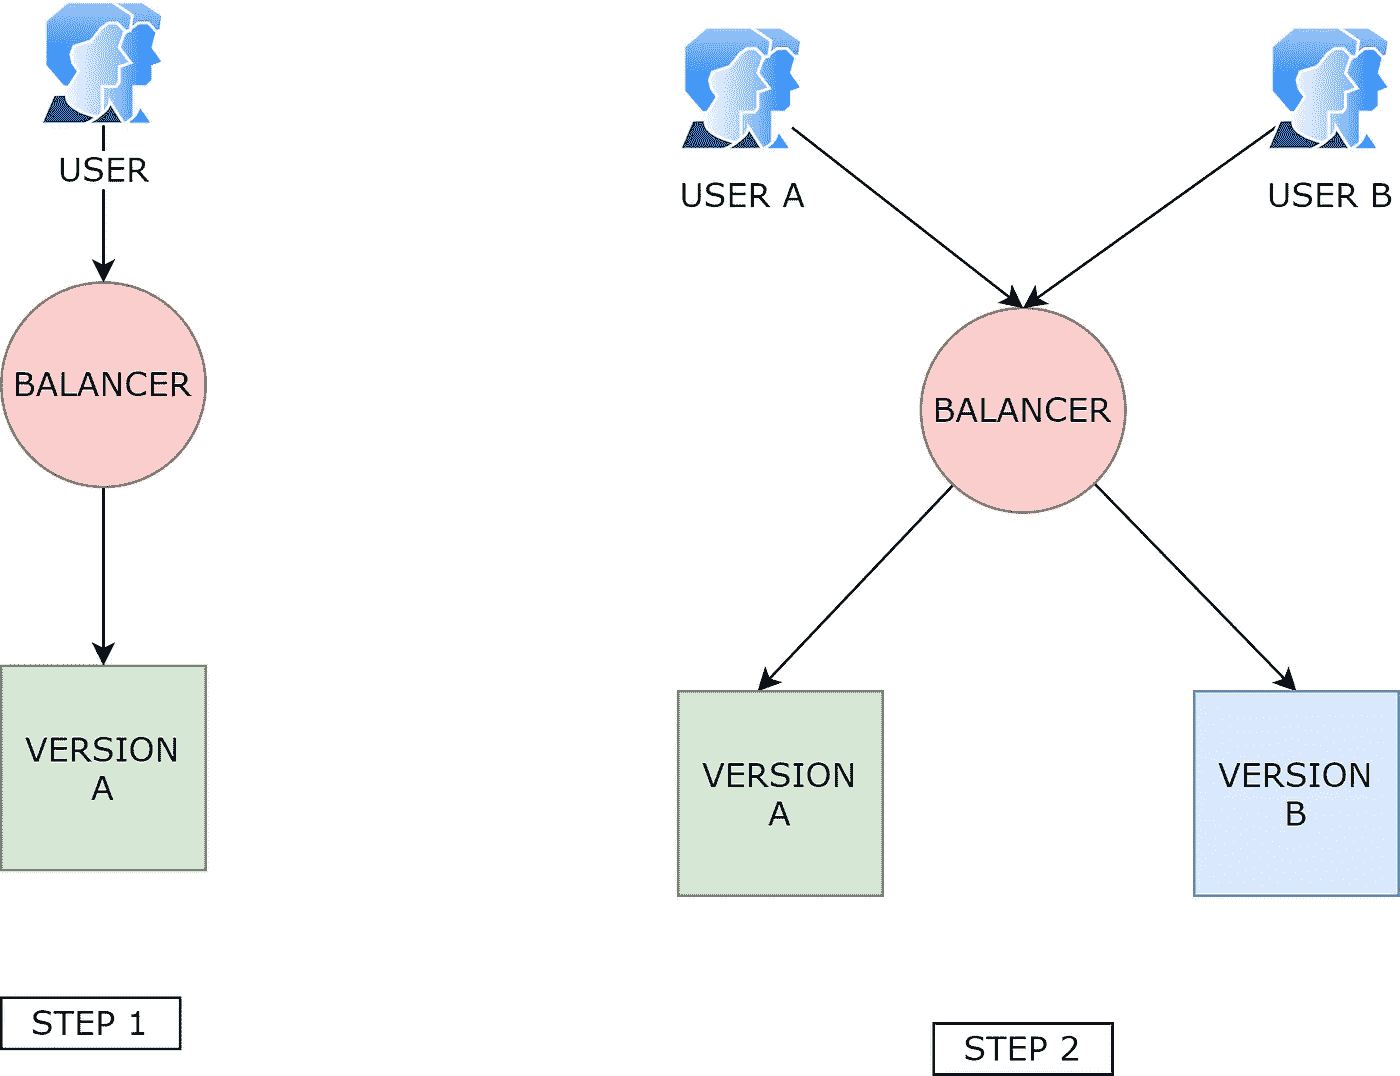 USER
BALANCER
VERSION
A
STEP 1
USER A
USER B
BALANCER
VERSION
A
VERSION
B
STEP 2